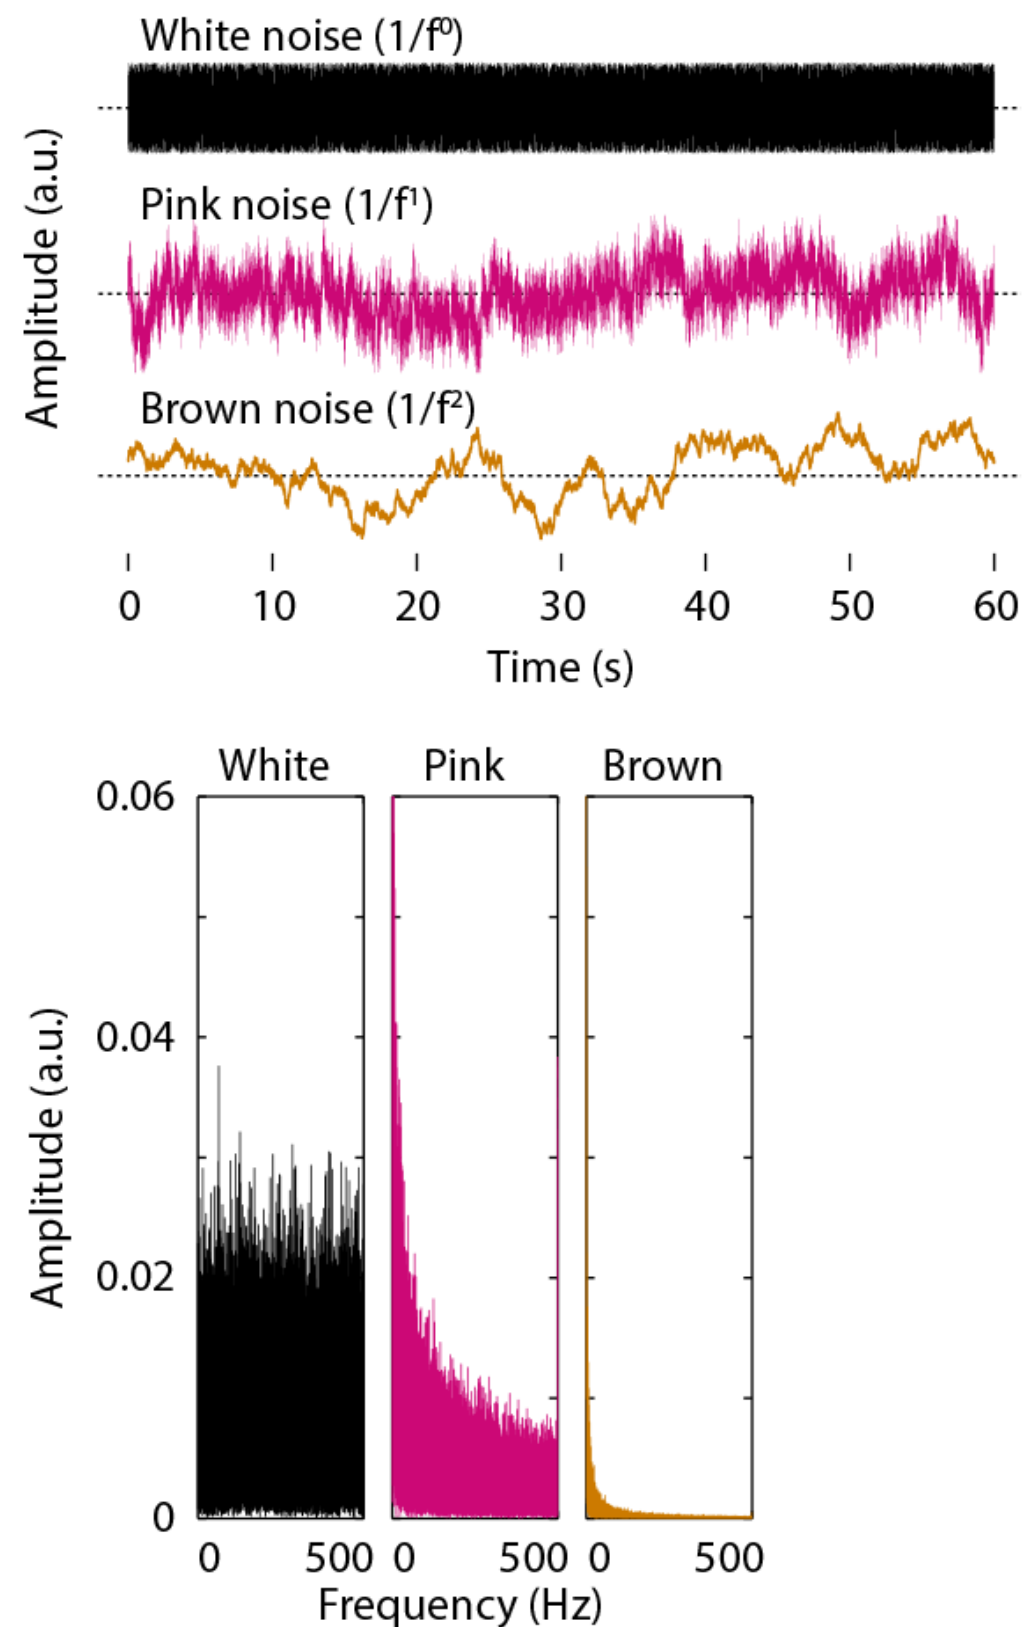 White noise (1/f⁰)
Amplitude (a.u.)
Pink noise (1/f¹)
Brown noise (1/f²)
0 10 20 30 40 50 60
Time (s)
White Pink Brown
0.06
0.04
Amplitude (a.u.)
0.02
0
0 500 0 500 0 500
Frequency (Hz)